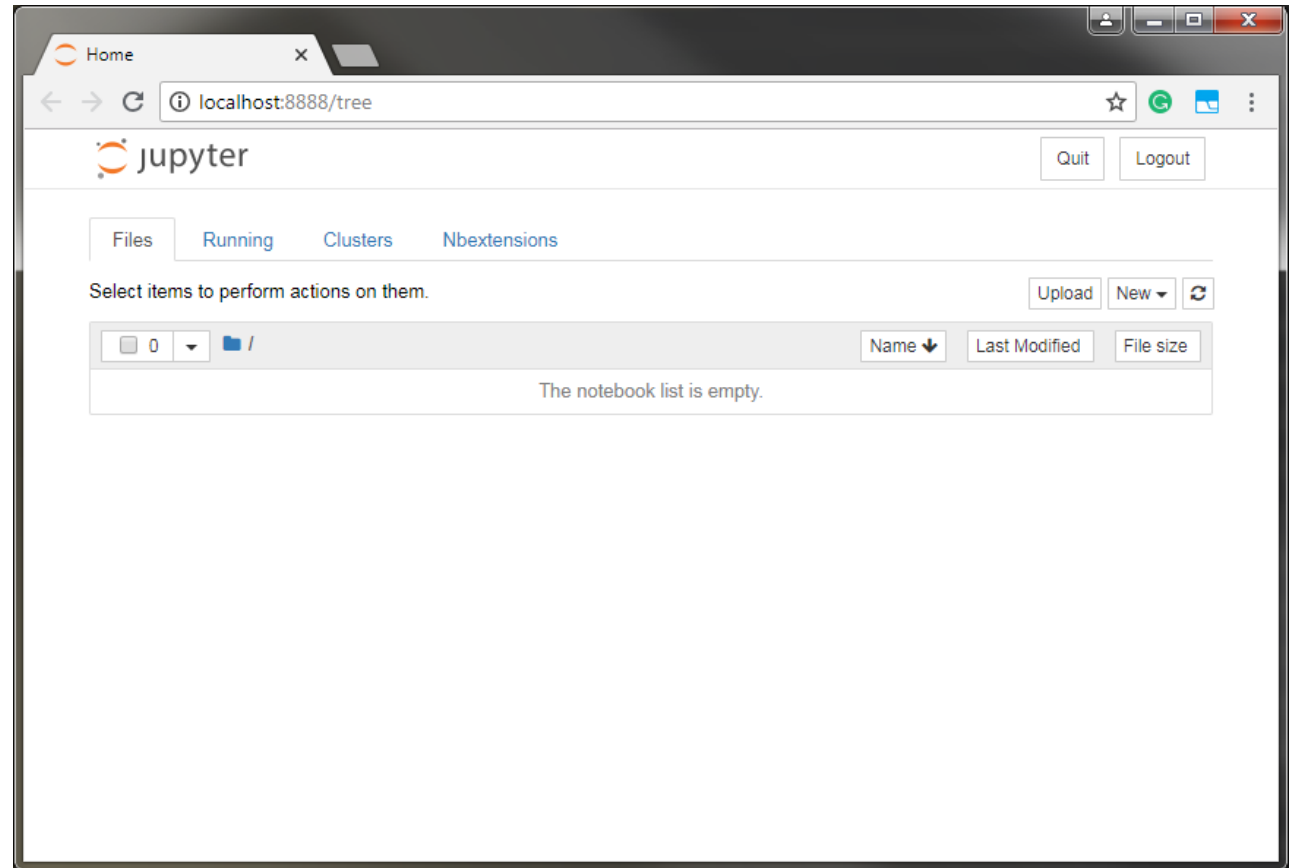 Home
localhost:8888/tree
jupyter
Quit Logout
Files Running Clusters Nbextensions
Select items to perform actions on them.
Upload New
0 /
Name Last Modified File size
The notebook list is empty.